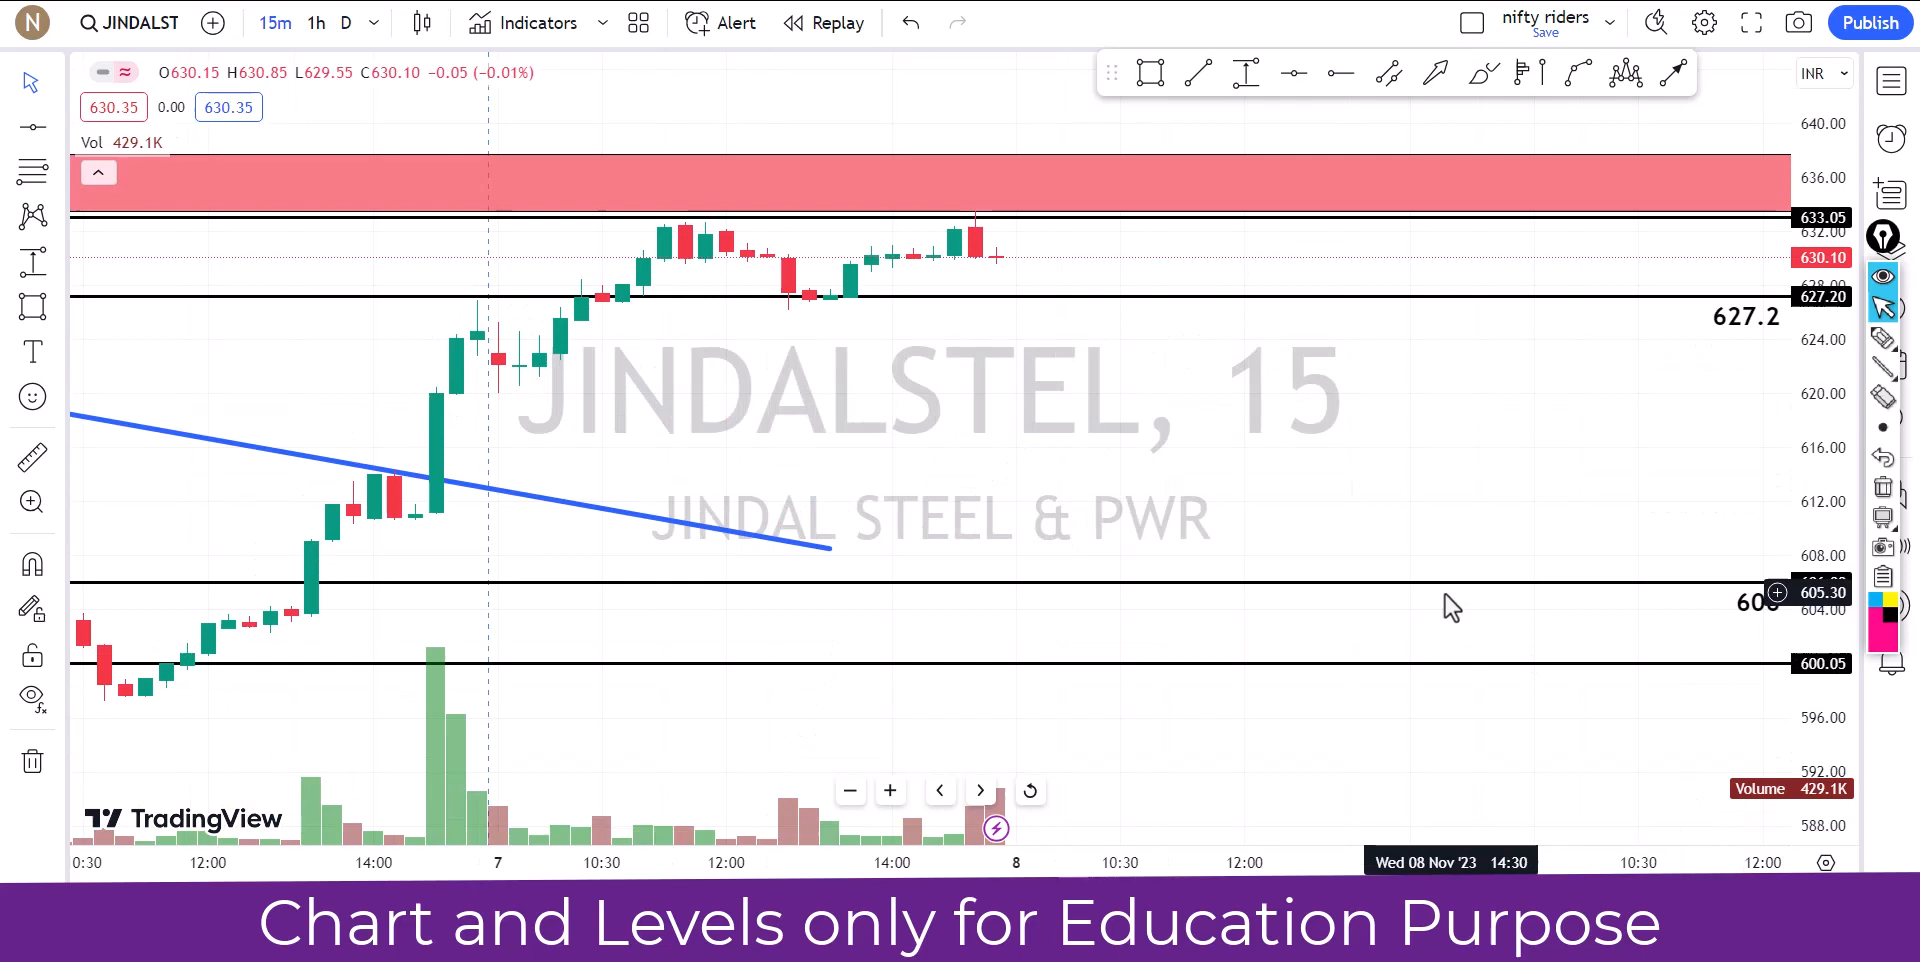 N
JINDALST
15m 1h D
Indicators
Alert
Replay
nifty riders
Save
Publish
O630.15 H630.85 L629.55 C630.10 −0.05 (−0.01%)
INR
630.35 0.00 630.35
Vol 429.1K
640.00
636.00
633.05
632.00
630.10
627.20
627.2
624.00
620.00
616.00
612.00
608.00
605.30
604.00
600.05
596.00
592.00
Volume 429.1K
588.00
JINDALSTEL, 15
JINDAL STEEL & PWR
TradingView
0:30 12:00 14:00 7 10:30 12:00 14:00 8 10:30 12:00 Wed 08 Nov '23 14:30 10:30 12:00
Chart and Levels only for Education Purpose